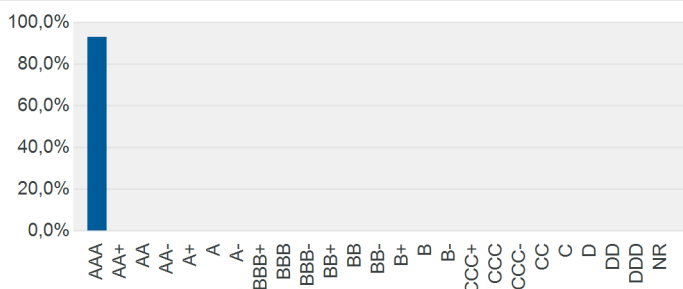 100,0%
80,0%
60,0%
40,0%
20,0%
0,0%
AAA
AA+
AA
AA-
A+
A
A-
BBB+
BBB
BBB-
BB+
BB
BB-
B+
B
B-
CCC+
CCC
CCC-
CC
C
D
DD
DDD
NR